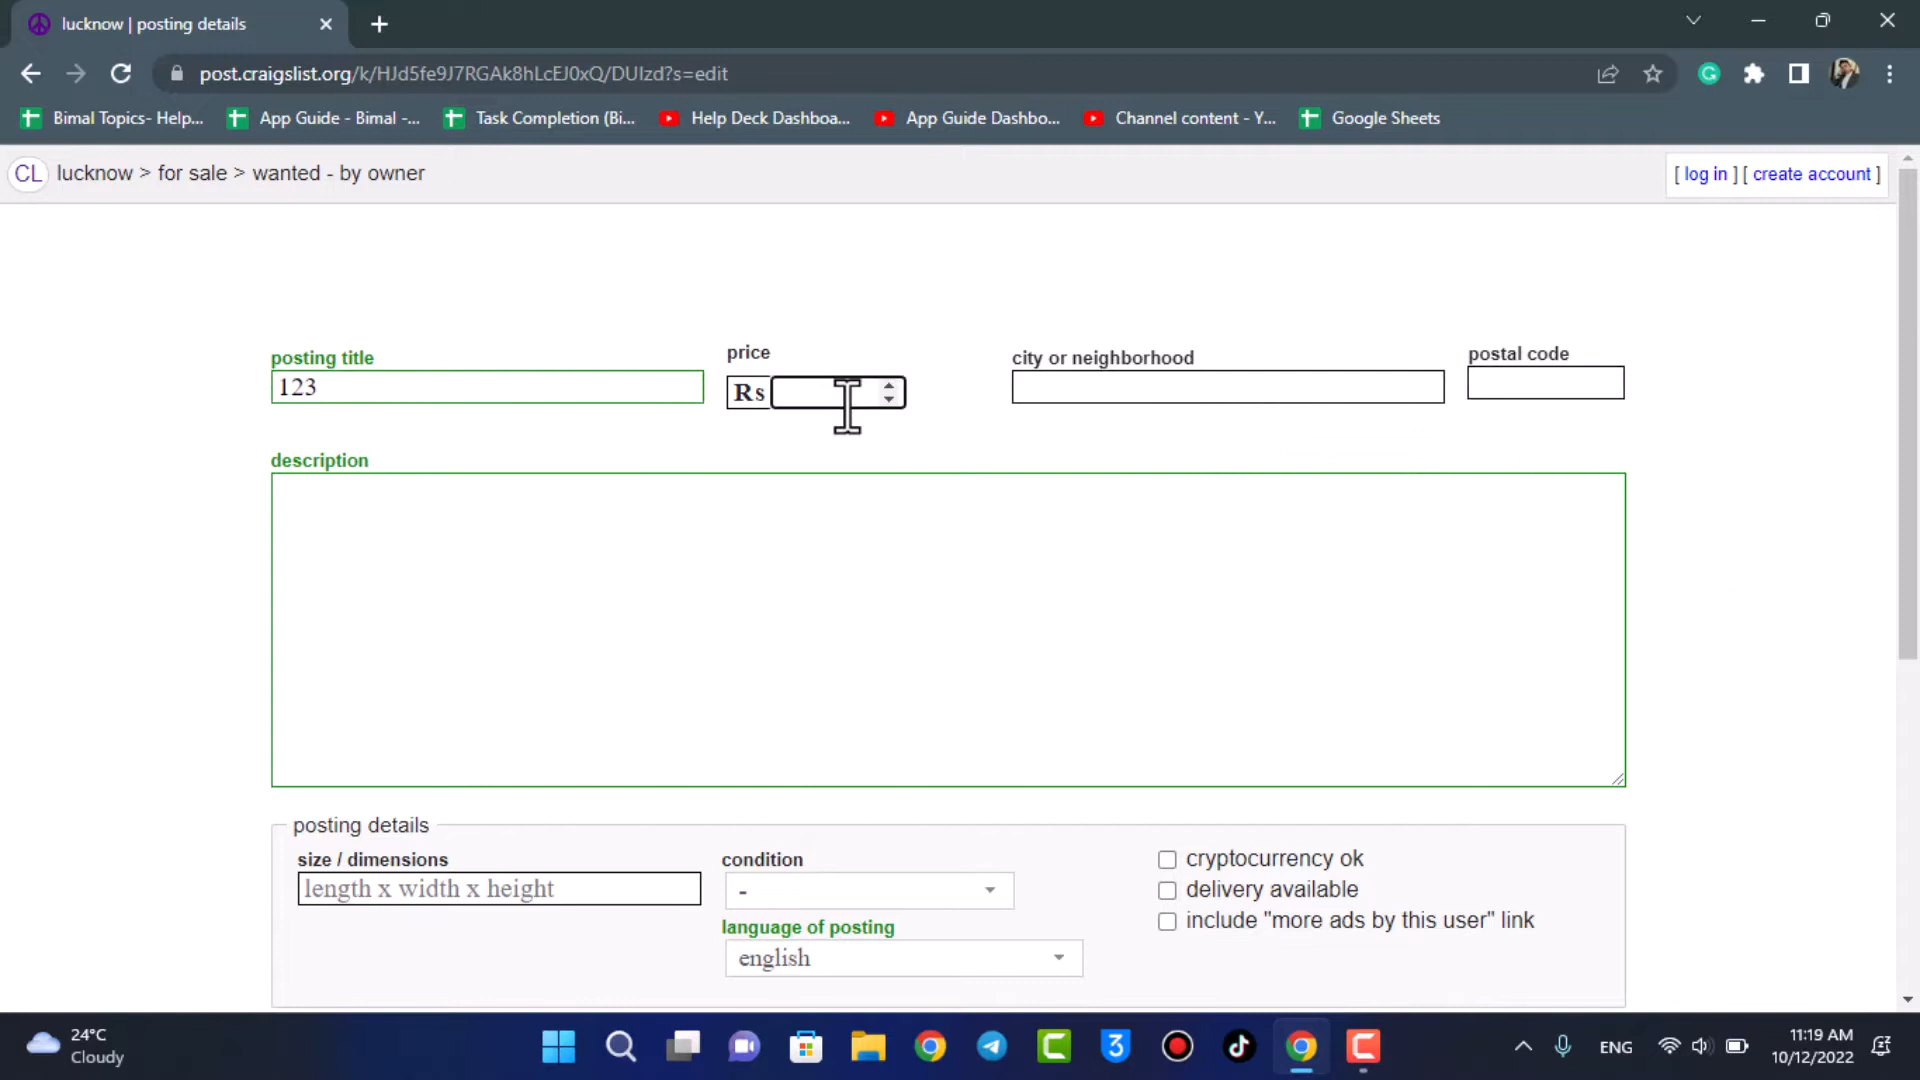 lucknow | posting details
post.craigslist.org/k/HJd5fe9J7RGAk8hLcEJ0xQ/DUIzd?s=edit
Bimal Topics- Help... App Guide - Bimal -... Task Completion (Bi... Help Deck Dashboa... App Guide Dashbo... Channel content - Y... Google Sheets
CL lucknow > for sale > wanted - by owner [ log in ] [ create account ]
posting title price city or neighborhood postal code
123 Rs
description
posting details
size / dimensions condition cryptocurrency ok
length x width x height - delivery available
language of posting include "more ads by this user" link
english
24°C
Cloudy
3
ENG
11:19 AM
10/12/2022